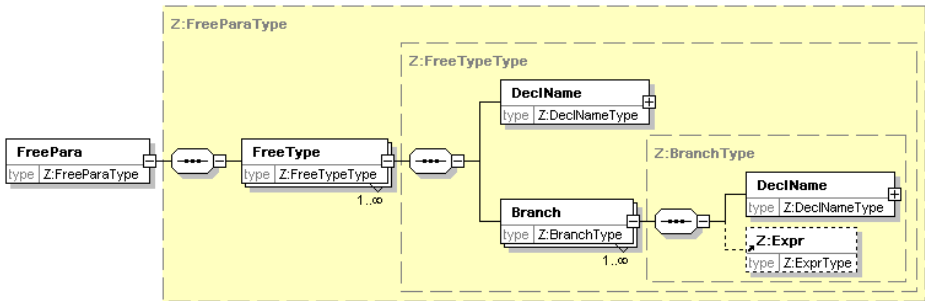 Z:FreeParaType
Z:FreeTypeType
DeclName
type Z:DeclNameType
Z:BranchType
FreePara
type Z:FreeParaType
FreeType
type Z:FreeTypeType
1..∞
DeclName
type Z:DeclNameType
Branch
type Z:BranchType
1..∞
Z:Expr
type Z:ExprType